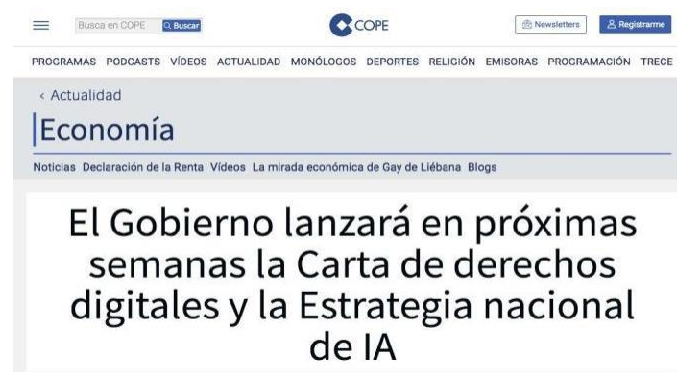 Busca en COPE Buscar COPE Newsletters Registrarme
PROGRAMAS PODCASTS VÍDEOS ACTUALIDAD MONÓLOGOS DEPORTES RELIGIÓN EMISORAS PROGRAMACIÓN TRECE
< Actualidad
Economía
Noticias Declaración de la Renta Vídeos La mirada económica de Gay de Liébana Blogs
El Gobierno lanzará en próximas
semanas la Carta de derechos
digitales y la Estrategia nacional
de IA